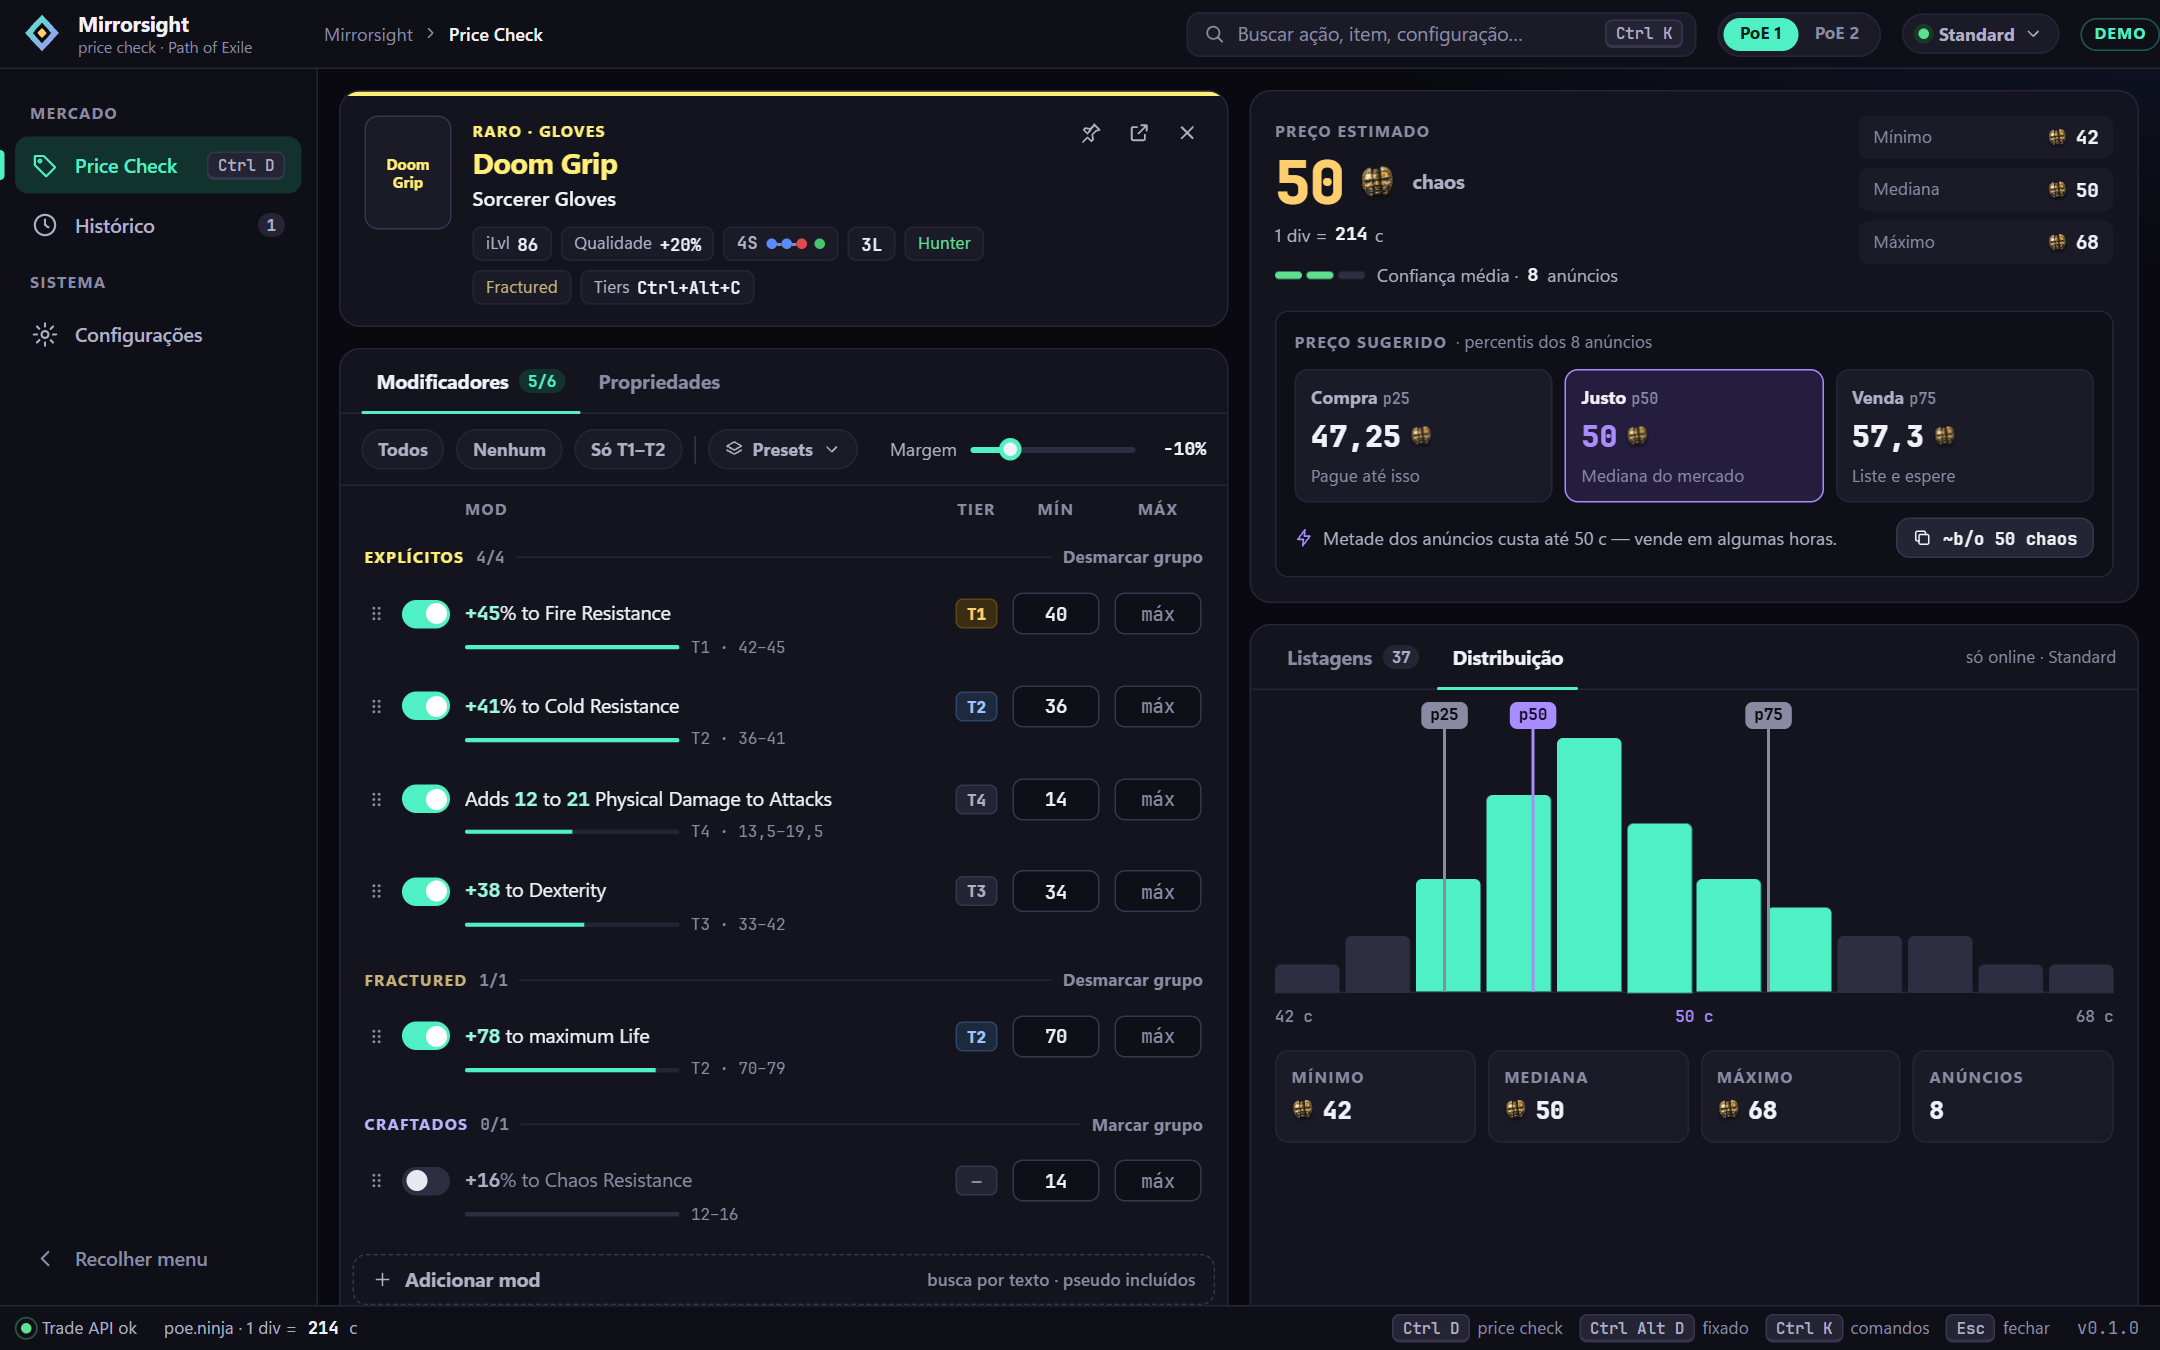 Mirrorsight
price check · Path of Exile
Mirrorsight > Price Check
Buscar ação, item, configuração... Ctrl K
PoE 1 PoE 2
Standard
DEMO
MERCADO
Price Check Ctrl D
Histórico 1
SISTEMA
Configurações
Recolher menu
Doom
Grip
RARO · GLOVES
Doom Grip
Sorcerer Gloves
iLvl 86 Qualidade +20% 4S 3L Hunter
Fractured Tiers Ctrl+Alt+C
Modificadores 5/6 Propriedades
Todos Nenhum Só T1–T2 Presets Margem -10%
MOD TIER MÍN MÁX
EXPLÍCITOS 4/4 Desmarcar grupo
+45% to Fire Resistance T1 40 máx
T1 · 42–45
+41% to Cold Resistance T2 36 máx
T2 · 36–41
Adds 12 to 21 Physical Damage to Attacks T4 14 máx
T4 · 13,5–19,5
+38 to Dexterity T3 34 máx
T3 · 33–42
FRACTURED 1/1 Desmarcar grupo
+78 to maximum Life T2 70 máx
T2 · 70–79
CRAFTADOS 0/1 Marcar grupo
+16% to Chaos Resistance — 14 máx
12–16
+ Adicionar mod busca por texto · pseudo incluídos
PREÇO ESTIMADO
50 chaos
1 div = 214 c
Confiança média · 8 anúncios
Mínimo 42
Mediana 50
Máximo 68
PREÇO SUGERIDO · percentis dos 8 anúncios
Compra p25
47,25
Pague até isso
Justo p50
50
Mediana do mercado
Venda p75
57,3
Liste e espere
Metade dos anúncios custa até 50 c — vende em algumas horas.
~b/o 50 chaos
Listagens 37 Distribuição só online · Standard
p25 p50 p75
42 c 50 c 68 c
MÍNIMO
42
MEDIANA
50
MÁXIMO
68
ANÚNCIOS
8
Trade API ok poe.ninja · 1 div = 214 c
Ctrl D price check Ctrl Alt D fixado Ctrl K comandos Esc fechar v0.1.0